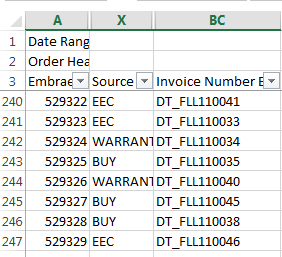 A X BC
1 Date Rang
2 Order Hea
3 Embrae Source Invoice Number E
240 529322 EEC DT_FLL110041
241 529323 EEC DT_FLL110033
242 529324 WARRANT DT_FLL110034
243 529325 BUY DT_FLL110035
244 529326 WARRANT DT_FLL110040
245 529327 BUY DT_FLL110045
246 529328 BUY DT_FLL110038
247 529329 EEC DT_FLL110046